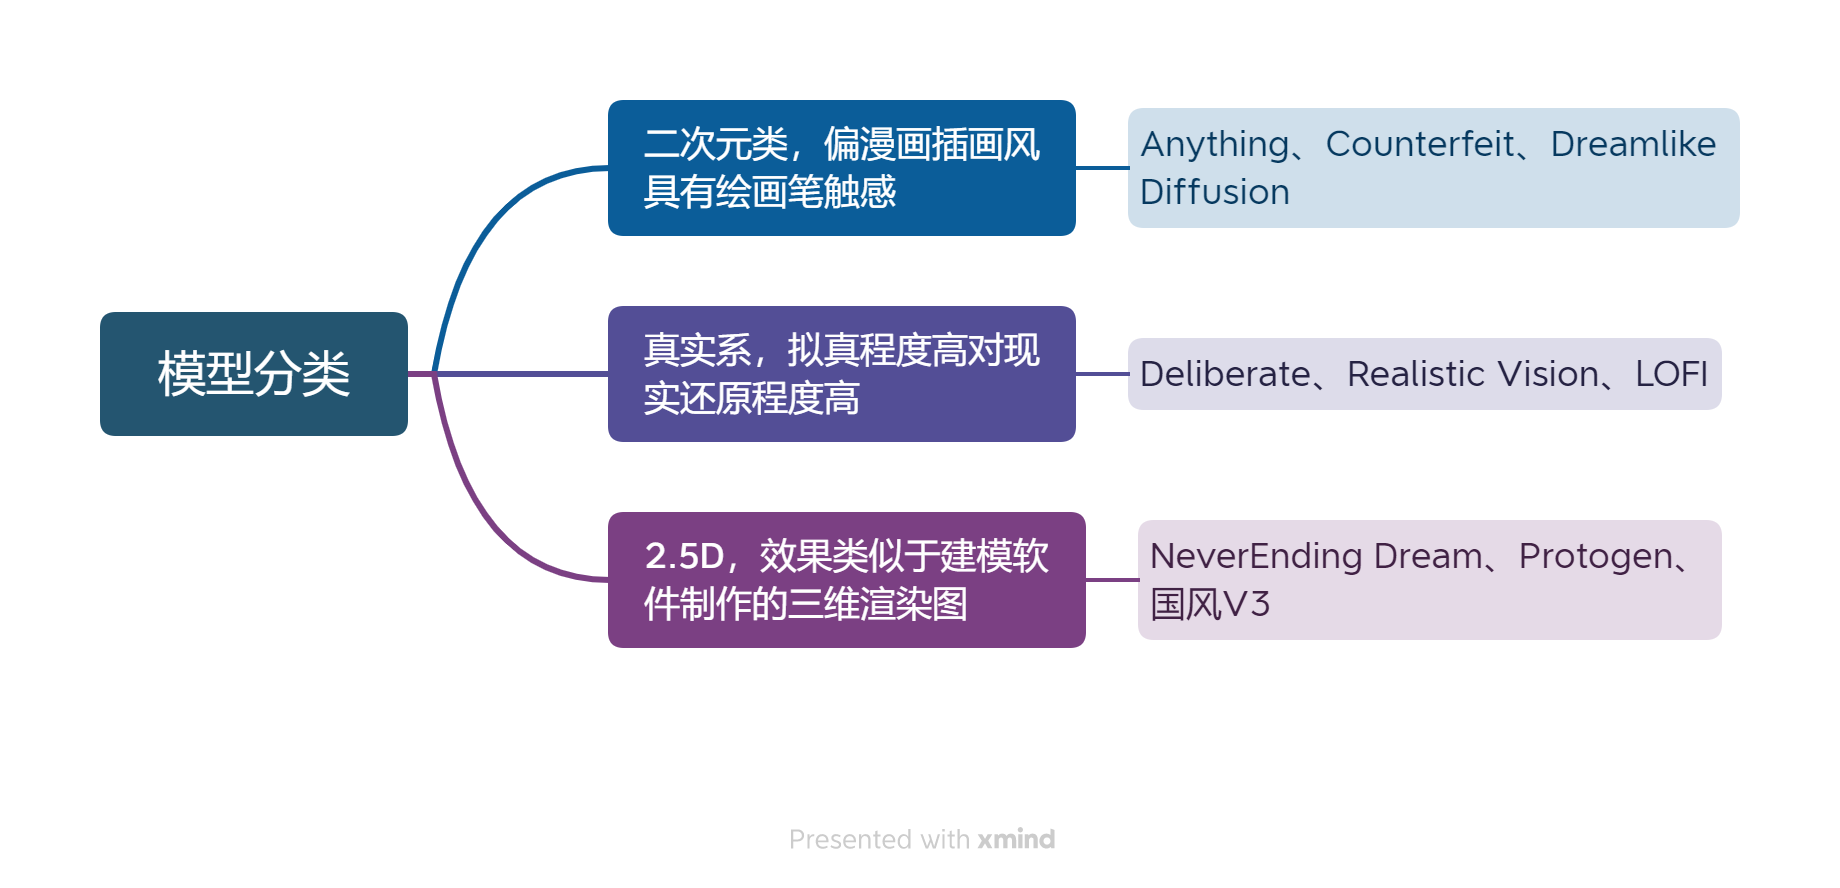 模型分类
二次元类，偏漫画插画风
具有绘画笔触感
Anything、Counterfeit、Dreamlike
Diffusion
真实系，拟真程度高对现
实还原程度高
Deliberate、Realistic Vision、LOFI
2.5D，效果类似于建模软
件制作的三维渲染图
NeverEnding Dream、Protogen、
国风V3
Presented with xmind